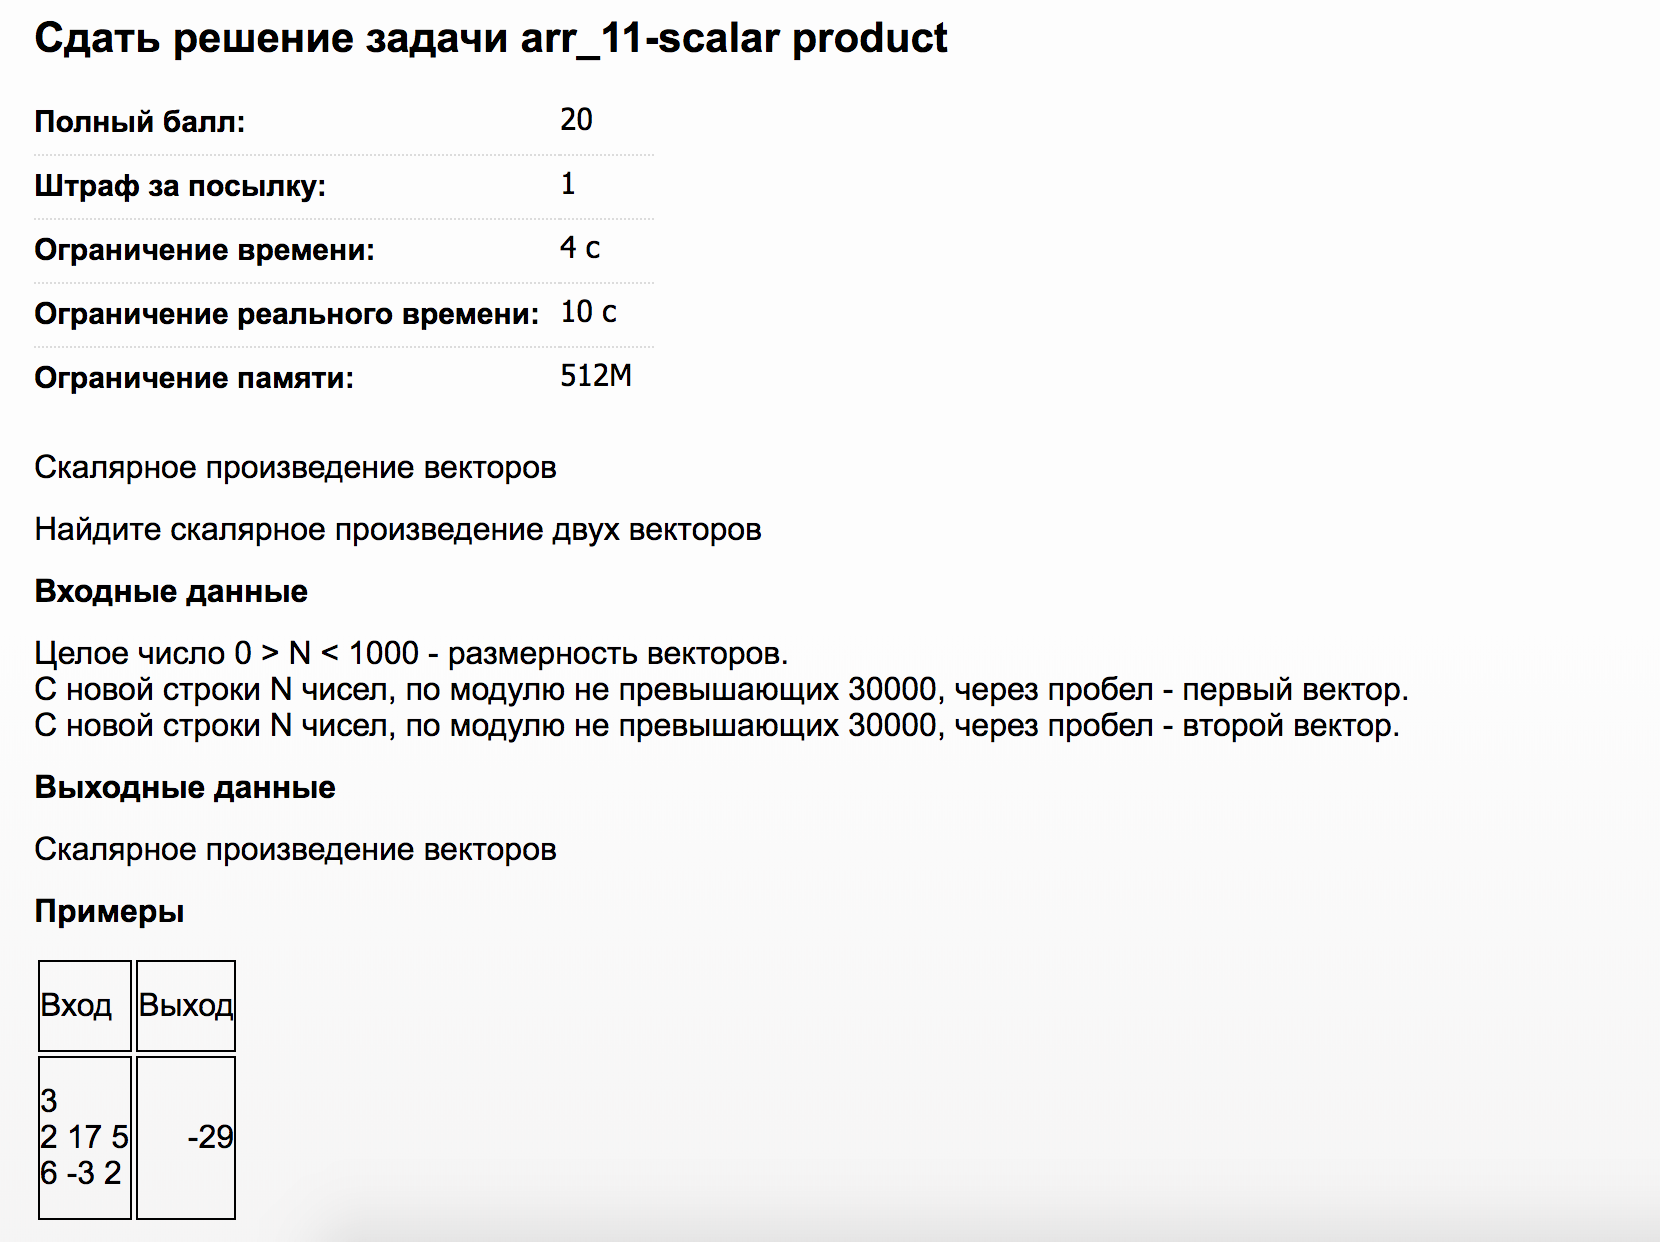 Сдать решение задачи arr_11-scalar product
Полный балл: 20
Штраф за посылку: 1
Ограничение времени: 4 с
Ограничение реального времени: 10 с
Ограничение памяти: 512M
Скалярное произведение векторов
Найдите скалярное произведение двух векторов
Входные данные
Целое число 0 > N < 1000 - размерность векторов.
С новой строки N чисел, по модулю не превышающих 30000, через пробел - первый вектор.
С новой строки N чисел, по модулю не превышающих 30000, через пробел - второй вектор.
Выходные данные
Скалярное произведение векторов
Примеры
Вход Выход
3
2 17 5 -29
6 -3 2